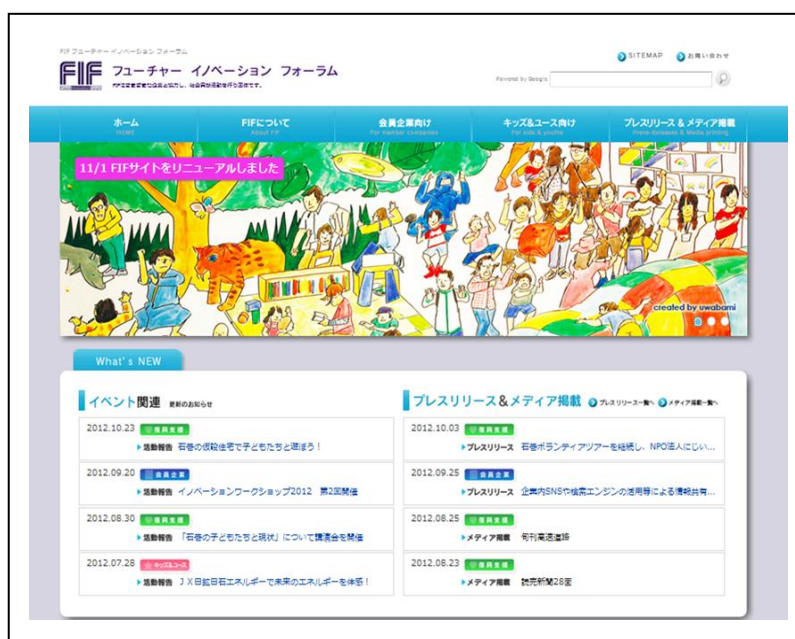 FIF フューチャー イノベーション フォーラム
SITEMAP お問い合わせ
FIF フューチャー イノベーション フォーラム
Powered by Google
ホーム FIFについて 会員企業向け キッズ&ユース向け プレスリリース & メディア掲載
HOME About FIF For member companies For kids & youths Press-Releases & Media printing
11/1 FIFサイトをリニューアルしました
created by uwabami
What's NEW
イベント関連 更新のお知らせ
2012.10.23 復興支援
活動報告 石巻の仮設住宅で子どもたちと遊ぼう!
2012.09.20 会員企業
活動報告 イノベーションワークショップ2012 第2回開催
2012.08.30 復興支援
活動報告 「石巻の子どもたちと現状」について講演会を開催
2012.07.28 キッズ&ユース
活動報告 JX日鉱日石エネルギーで未来のエネルギーを体感!
プレスリリース&メディア掲載 プレスリリース一覧へ メディア掲載一覧へ
2012.10.03 復興支援
プレスリリース 石巻ボランティアツアーを継続し、NPO法人にじい...
2012.09.25 会員企業
プレスリリース 企業内SNSや検索エンジンの活用等による情報共有...
2012.08.25 復興支援
メディア掲載 旬刊高速道路
2012.08.23 復興支援
メディア掲載 読売新聞28面